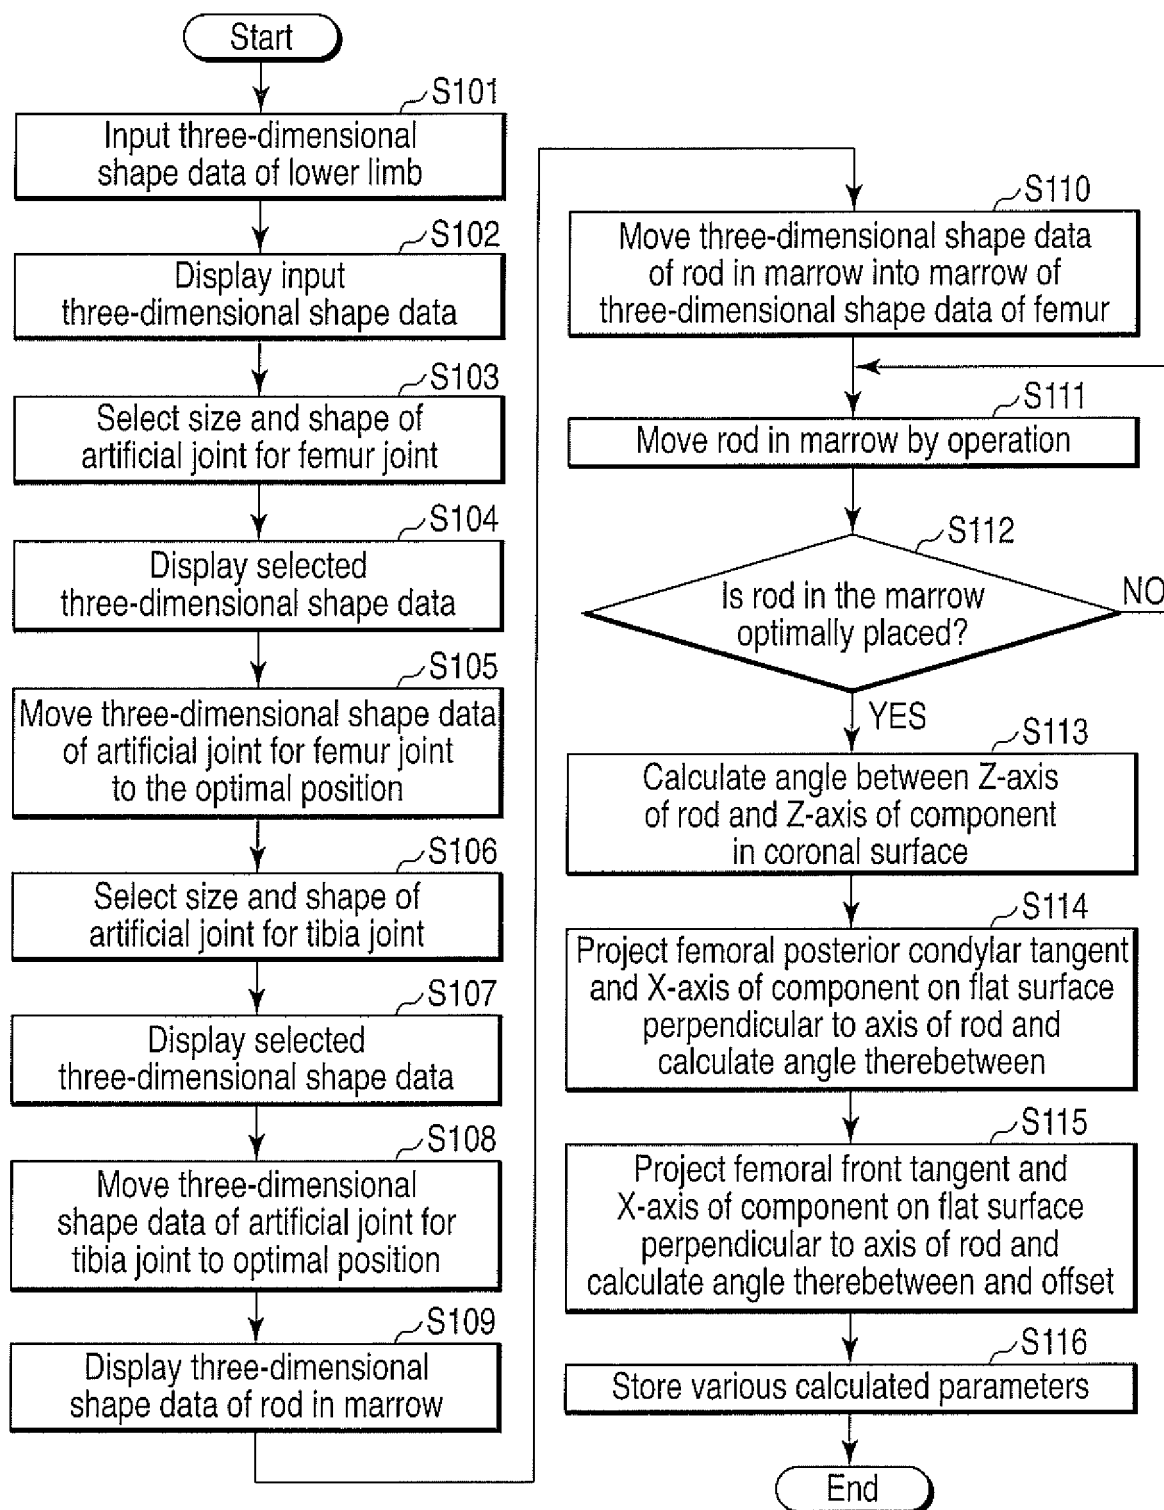 Start
S101
Input three-dimensional
shape data of lower limb
S102
Display input
three-dimensional shape data
S103
Select size and shape of
artificial joint for femur joint
S104
Display selected
three-dimensional shape data
S105
Move three-dimensional shape data
of artificial joint for femur joint
to the optimal position
S106
Select size and shape of
artificial joint for tibia joint
S107
Display selected
three-dimensional shape data
S108
Move three-dimensional
shape data of artificial joint for
tibia joint to optimal position
S109
Display three-dimensional
shape data of rod in marrow
S110
Move three-dimensional shape data
of rod in marrow into marrow of
three-dimensional shape data of femur
S111
Move rod in marrow by operation
S112
Is rod in the marrow
optimally placed?
NO
YES
S113
Calculate angle between Z-axis
of rod and Z-axis of component
in coronal surface
S114
Project femoral posterior condylar tangent
and X-axis of component on flat surface
perpendicular to axis of rod and
calculate angle therebetween
S115
Project femoral front tangent and
X-axis of component on flat surface
perpendicular to axis of rod and
calculate angle therebetween and offset
S116
Store various calculated parameters
End